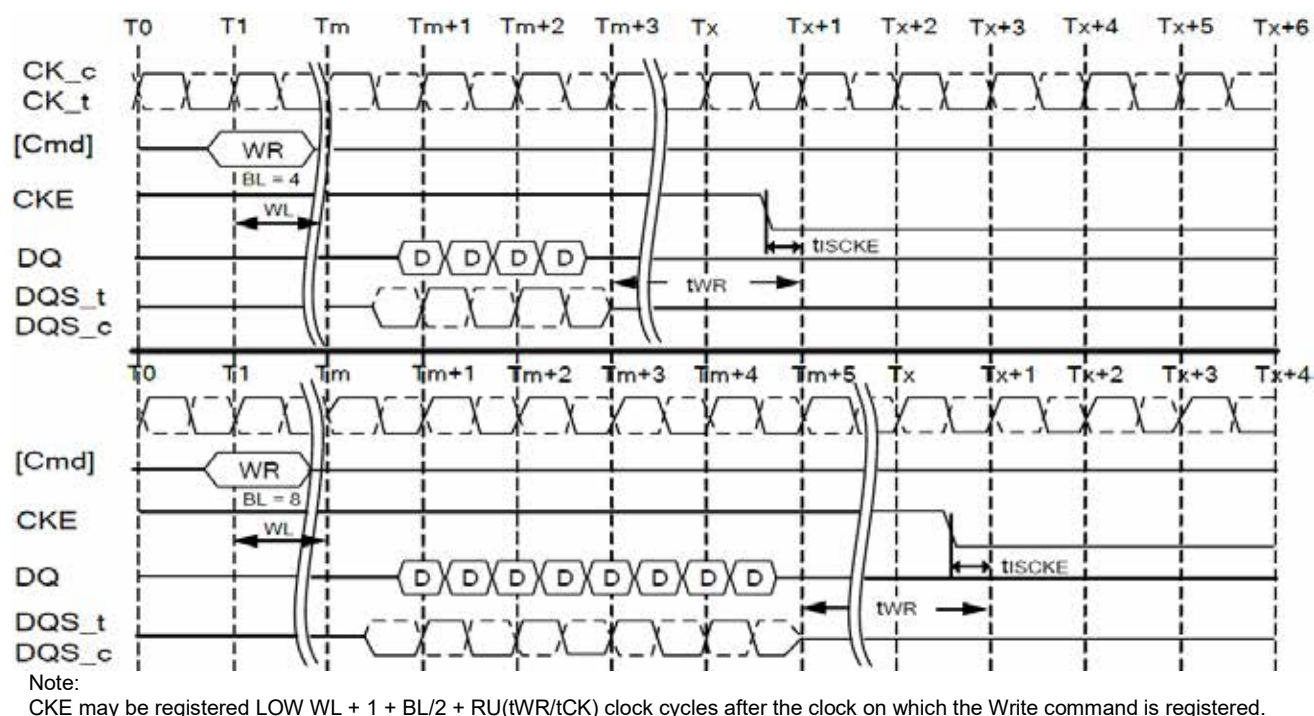 T0 T1 Tm Tm+1 Tm+2 Tm+3 Tx Tx+1 Tx+2 Tx+3 Tx+4 Tx+5 Tx+6
CK_c
CK_t
[Cmd] WR
BL = 4
CKE
WL
tISCKE
DQ D D D D
tWR
DQS_t
DQS_c
T0 T1 Tm Tm+1 Tm+2 Tm+3 Tm+4 Tm+5 Tx Tx+1 Tx+2 Tx+3 Tx+4
[Cmd] WR
BL = 8
CKE
WL
tISCKE
DQ D D D D D D D D
tWR
DQS_t
DQS_c
Note:
CKE may be registered LOW WL + 1 + BL/2 + RU(tWR/tCK) clock cycles after the clock on which the Write command is registered.